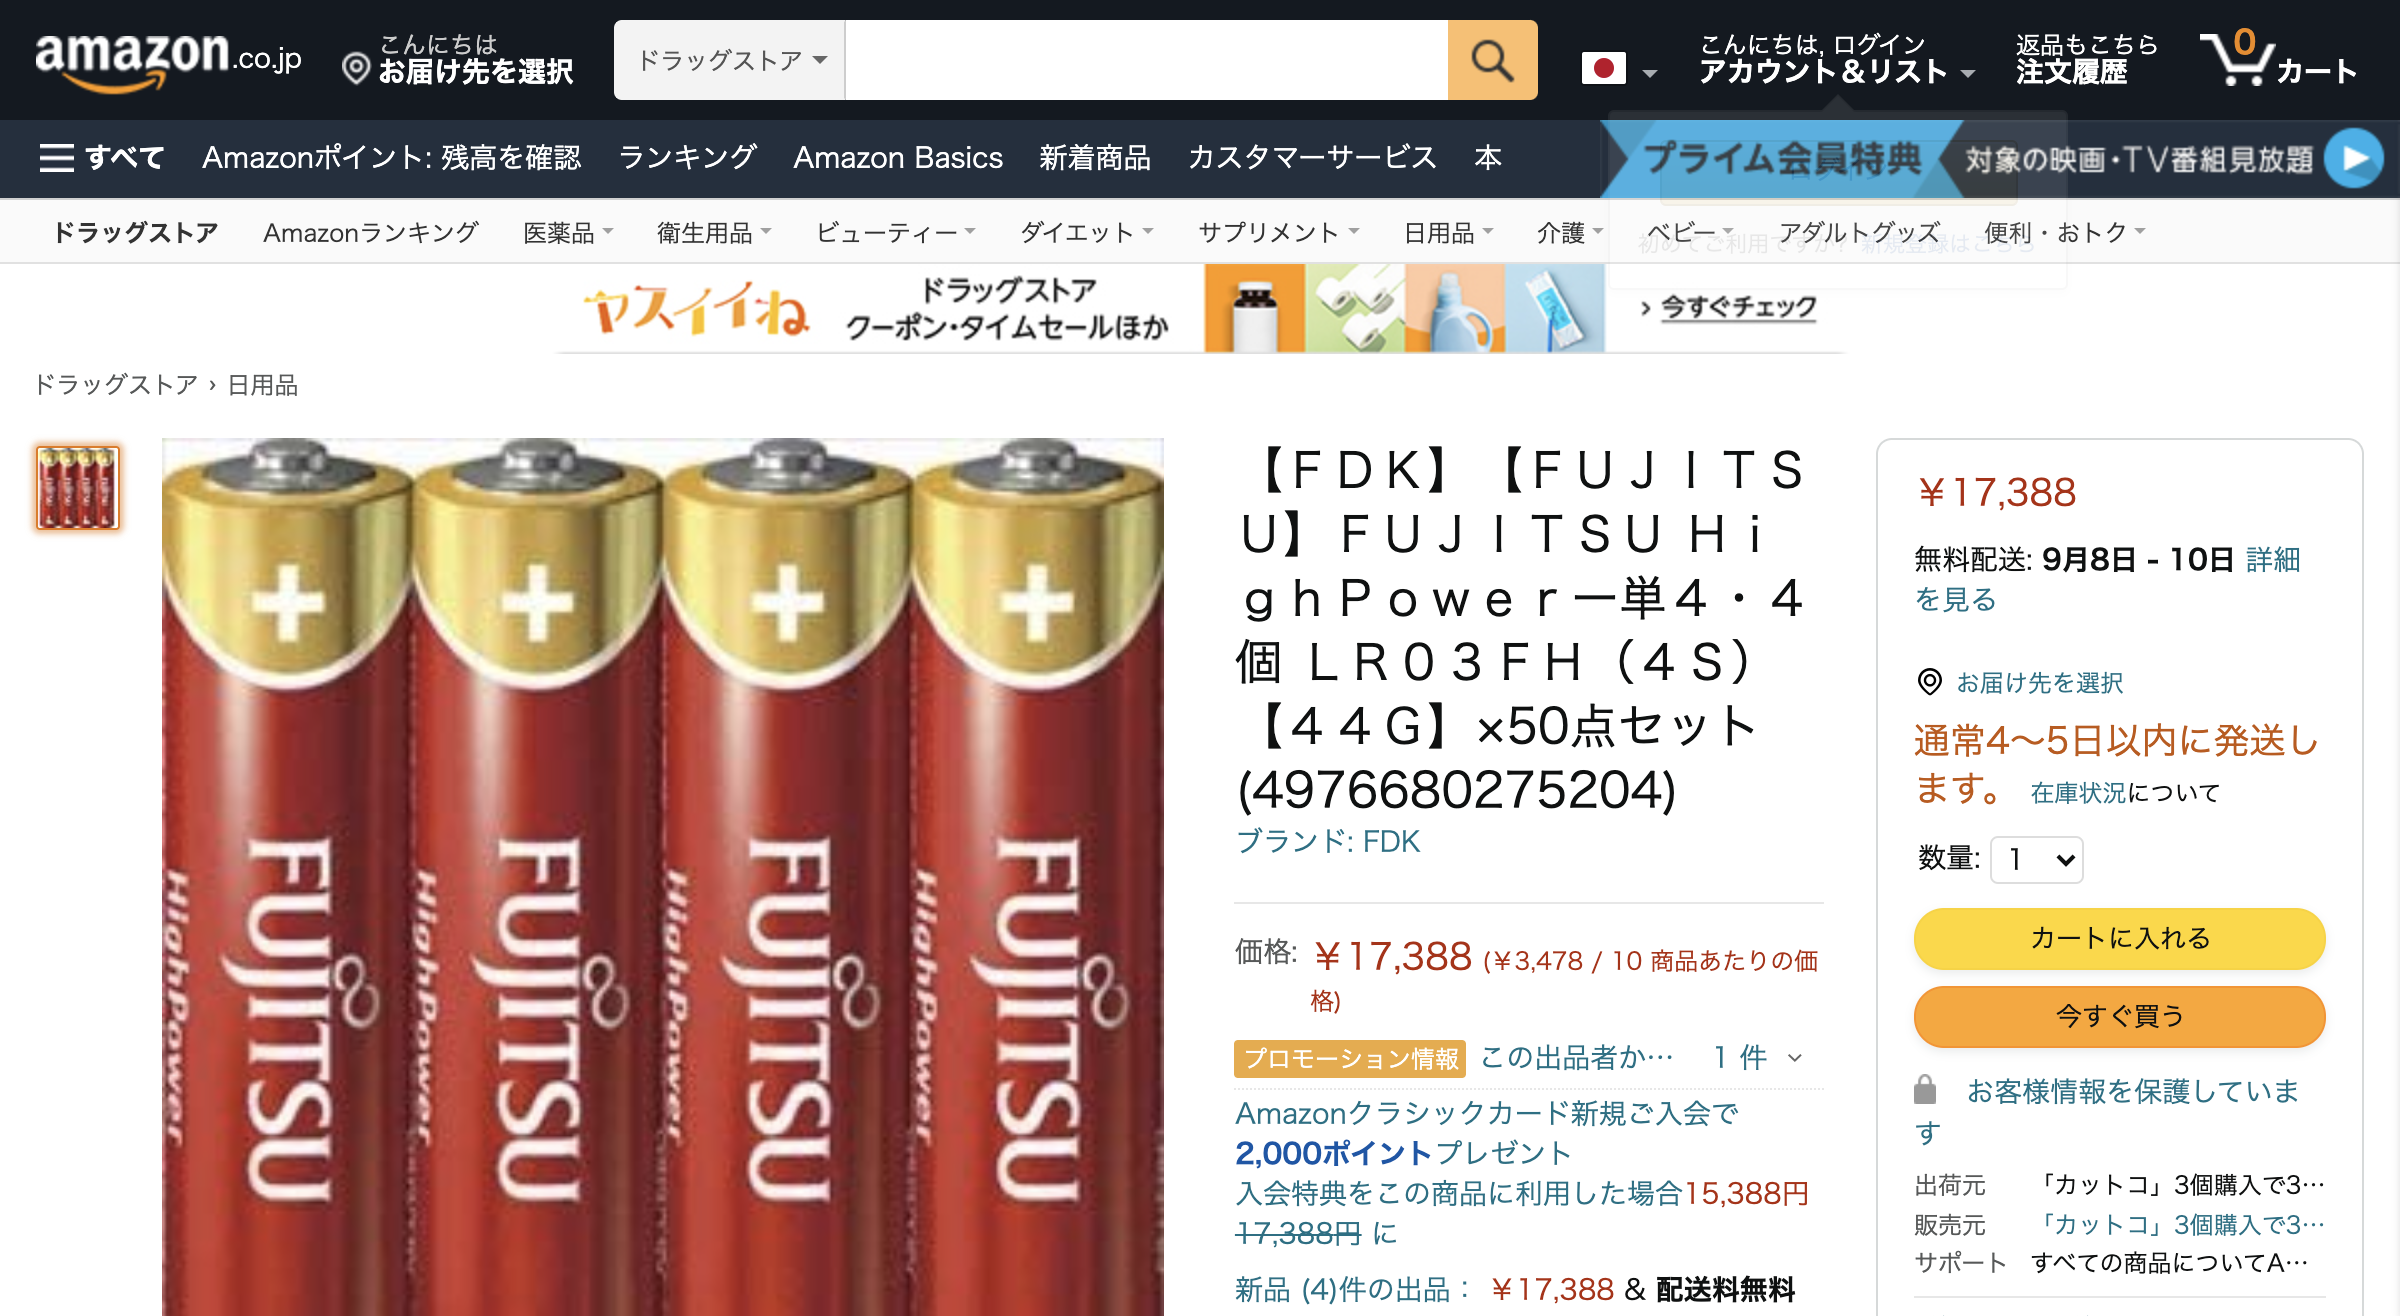 amazon.co.jp
こんにちは
お届け先を選択
ドラッグストア
こんにちは, ログイン
アカウント＆リスト
返品もこちら
注文履歴
0
カート
すべて
Amazonポイント: 残高を確認
ランキング
Amazon Basics
新着商品
カスタマーサービス
本
プライム会員特典
対象の映画・TV番組見放題
ドラッグストア
Amazonランキング
医薬品
衛生用品
ビューティー
ダイエット
サプリメント
日用品
介護
ベビー
アダルトグッズ
便利・おトク
初めてご利用ですか? 新規登録はこちら
ヤスイイね
ドラッグストア
クーポン・タイムセールほか
› 今すぐチェック
ドラッグストア › 日用品
HighPower
FUJITSU
HighPower
FUJITSU
HighPower
FUJITSU
HighPower
FUJITSU
【ＦＤＫ】【ＦＵＪＩＴＳ
Ｕ】ＦＵＪＩＴＳＵ Ｈｉ
ｇｈＰｏｗｅｒ一単４・４
個 ＬＲ０３ＦＨ（４Ｓ）
【４４Ｇ】×50点セット
(4976680275204)
ブランド: FDK
価格: ￥17,388 (￥3,478 / 10 商品あたりの価
格)
プロモーション情報 この出品者か… 1 件
Amazonクラシックカード新規ご入会で
2,000ポイントプレゼント
入会特典をこの商品に利用した場合15,388円
17,388円 に
新品 (4)件の出品： ￥17,388 & 配送料無料
￥17,388
無料配送: 9月8日 - 10日 詳細
を見る
お届け先を選択
通常4～5日以内に発送し
ます。 在庫状況について
数量: 1
カートに入れる
今すぐ買う
お客様情報を保護していま
す
出荷元 「カットコ」3個購入で3…
販売元 「カットコ」3個購入で3…
サポート すべての商品についてA…